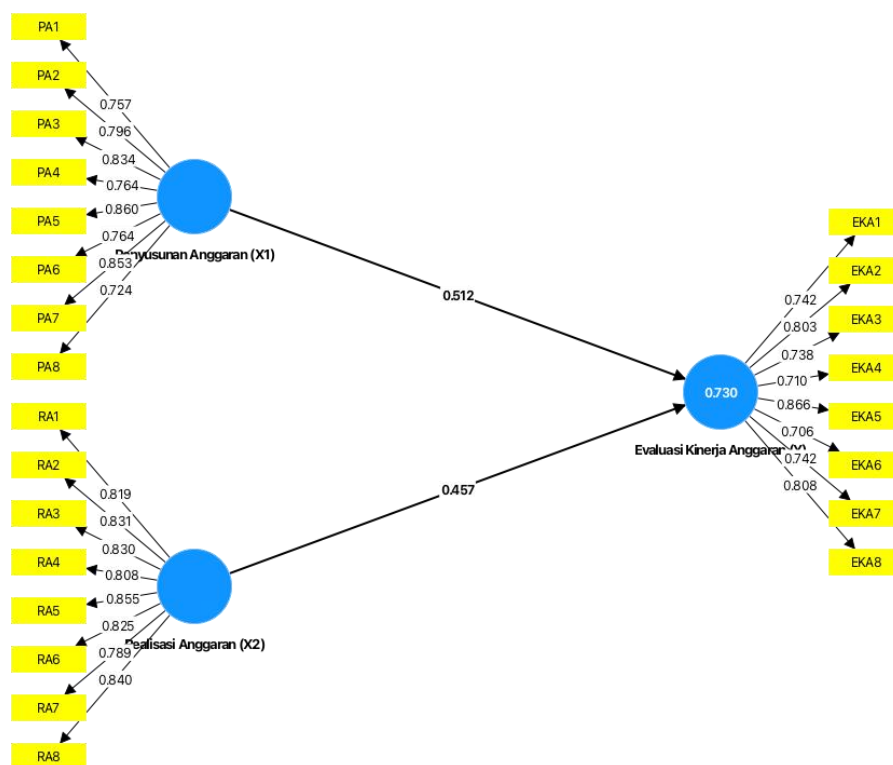 PA1
PA2
PA3
PA4
PA5
PA6
PA7
PA8
0.757
0.796
0.834
0.764
0.860
0.764
0.853
0.724
Penyusunan Anggaran (X1)
RA1
RA2
RA3
RA4
RA5
RA6
RA7
RA8
0.819
0.831
0.830
0.808
0.855
0.825
0.789
0.840
Realisasi Anggaran (X2)
0.512
0.457
0.730
Evaluasi Kinerja Anggaran (Y)
0.742
0.803
0.738
0.710
0.866
0.706
0.742
0.808
EKA1
EKA2
EKA3
EKA4
EKA5
EKA6
EKA7
EKA8